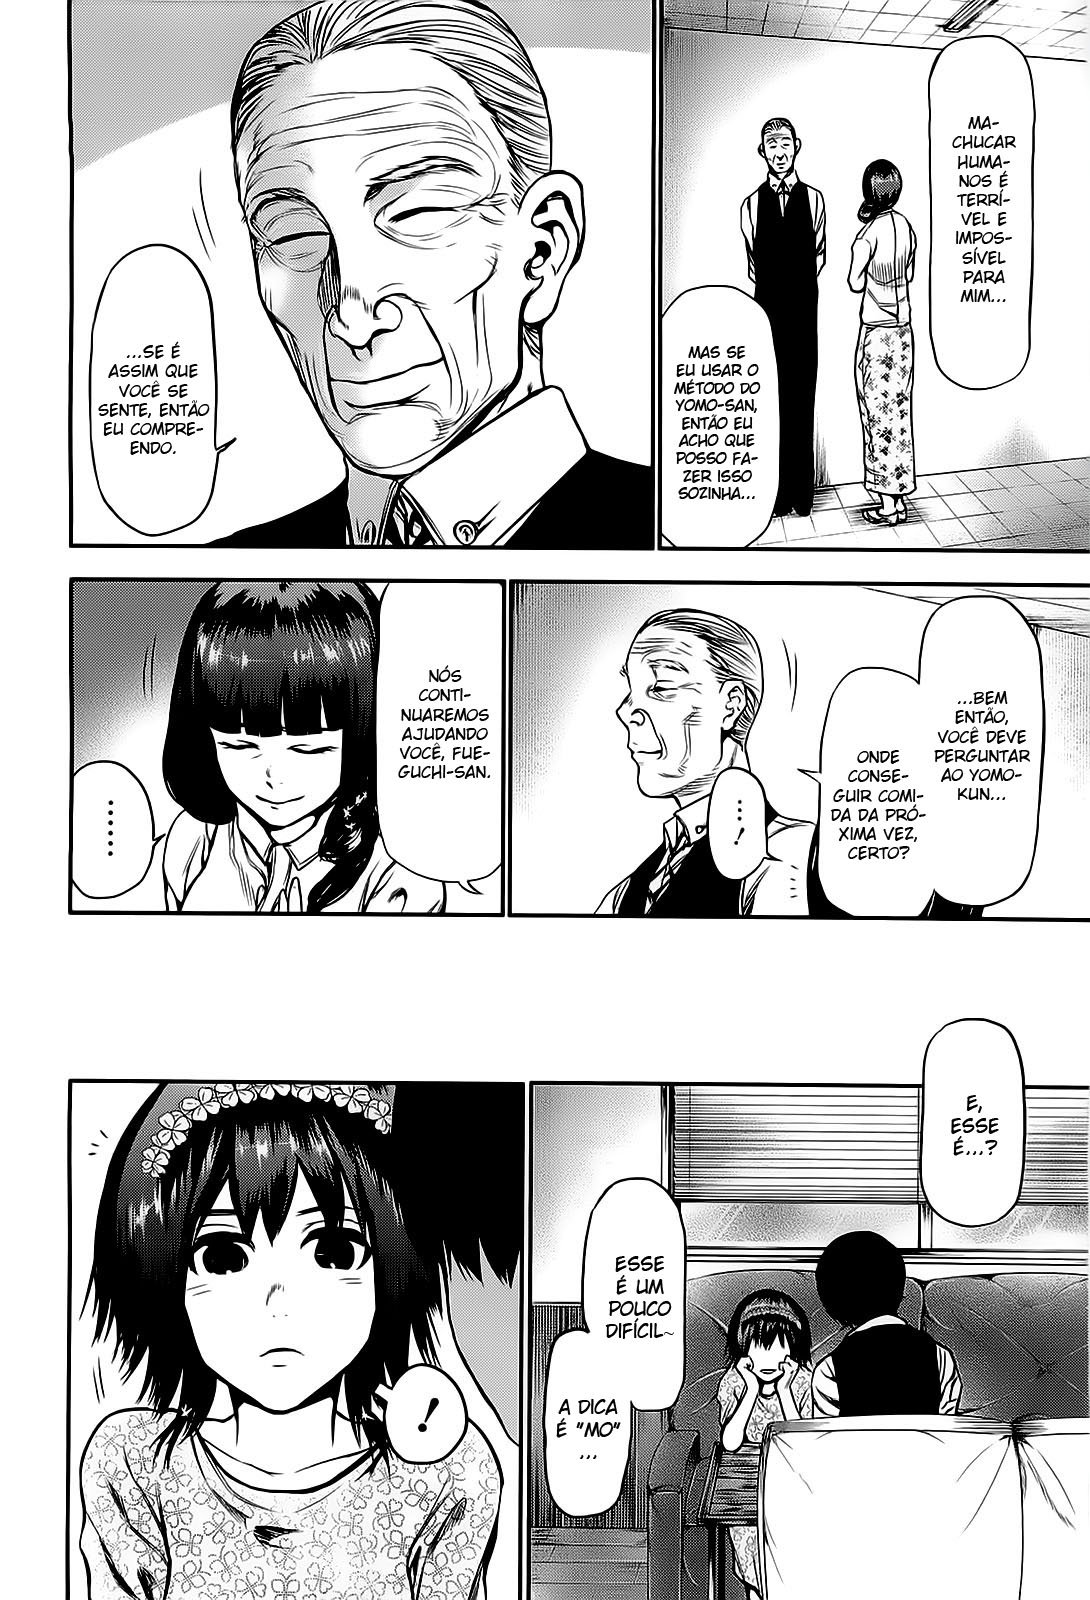 MA-
CHUCAR
HUMA-
NOS É
TERRÍ-
VEL E
IMPOS-
SÍVEL
PARA
MIM...
MAS SE
EU USAR O
MÉTODO DO
YOMO-SAN,
ENTÃO EU
ACHO QUE
POSSO FA-
ZER ISSO
SOZINHA...
...SE É
ASSIM QUE
VOCÊ SE
SENTE, ENTÃO
EU COMPRE-
ENDO.
...BEM
ENTÃO,
VOCÊ DEVE
PERGUNTAR
AO YOMO-
KUN...
ONDE
CONSE-
GUIR COMI-
DA DA PRÓ-
XIMA VEZ,
CERTO?
...!
NÓS
CONTI-
NUAREMOS
AJUDANDO
VOCÊ, FUE-
GUCHI-SAN.
......
E,
ESSE
É...?
ESSE
É UM
POUCO
DIFÍCIL~
A DICA
É "MO"
...
!